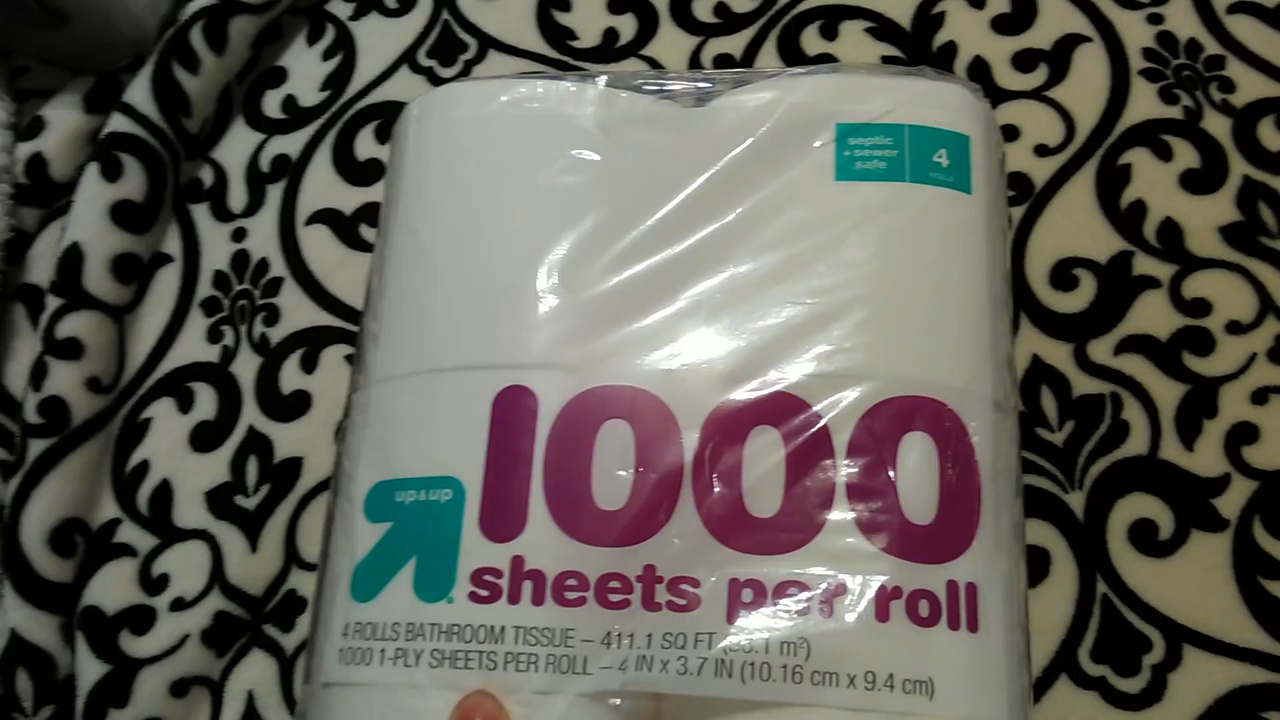 septic
+ sewer
safe
4
ROLLS
1000
up&up
sheets per roll
4 ROLLS BATHROOM TISSUE – 411.1 SQ FT m²)
1000 1-PLY SHEETS PER ROLL – 4 IN x 3.7 IN (10.16 cm x 9.4 cm)